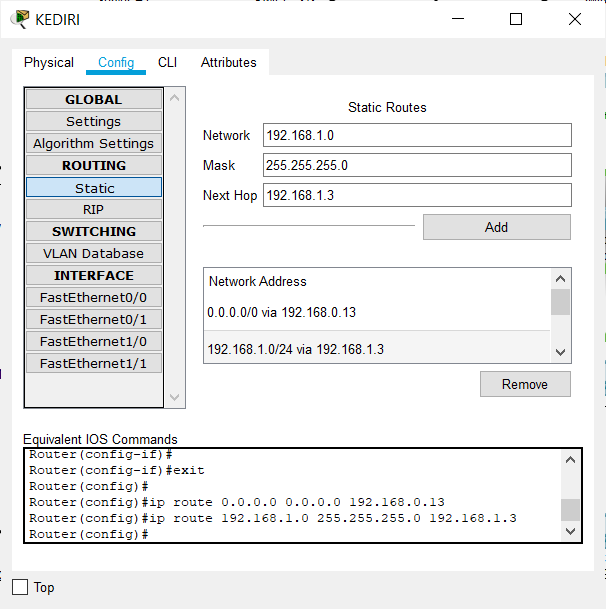 KEDIRI
Physical Config CLI Attributes
GLOBAL
Settings
Algorithm Settings
ROUTING
Static
RIP
SWITCHING
VLAN Database
INTERFACE
FastEthernet0/0
FastEthernet0/1
FastEthernet1/0
FastEthernet1/1
Static Routes
Network 192.168.1.0
Mask 255.255.255.0
Next Hop 192.168.1.3
Add
Network Address
0.0.0.0/0 via 192.168.0.13
192.168.1.0/24 via 192.168.1.3
Remove
Equivalent IOS Commands
Router(config-if)#
Router(config-if)#exit
Router(config)#
Router(config)#ip route 0.0.0.0 0.0.0.0 192.168.0.13
Router(config)#ip route 192.168.1.0 255.255.255.0 192.168.1.3
Router(config)#
Top